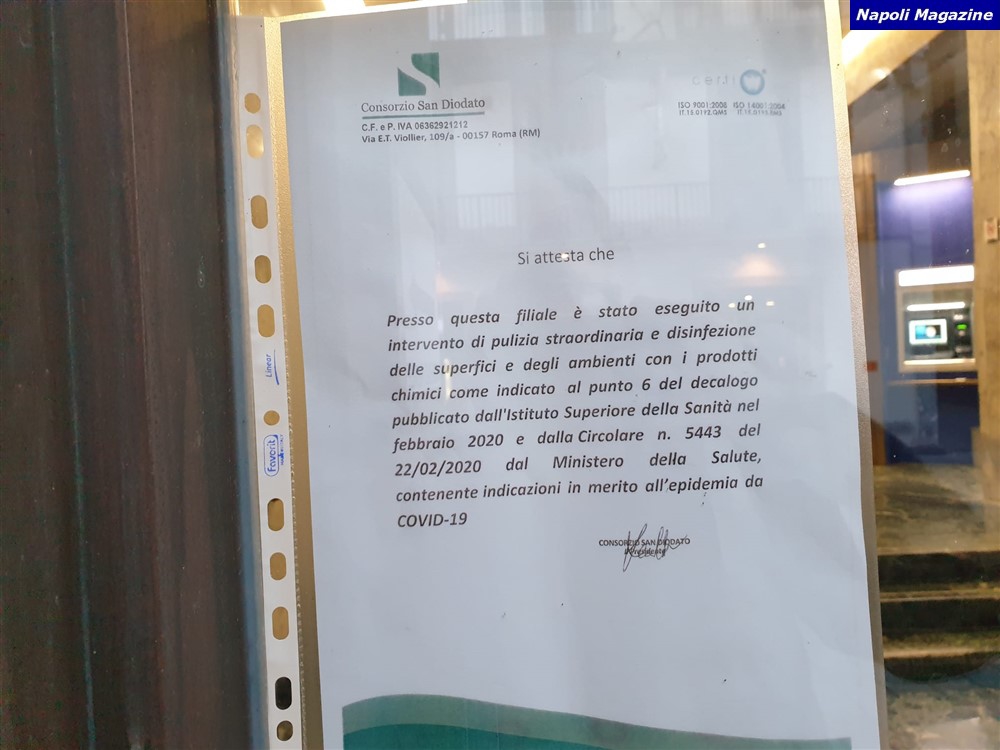 Napoli Magazine
Consorzio San Diodato
C.F. e P. IVA 06362921212
Via E.T. Viollier, 109/a - 00157 Roma (RM)
ISO 9001:2008 ISO 14001:2004
Si attesta che
Presso questa filiale è stato eseguito un
intervento di pulizia straordinaria e disinfezione
delle superfici e degli ambienti con i prodotti
chimici come indicato al punto 6 del decalogo
pubblicato dall'Istituto Superiore della Sanità nel
febbraio 2020 e dalla Circolare n. 5443 del
22/02/2020 dal Ministero della Salute,
contenente indicazioni in merito all'epidemia da
COVID-19
CONSORZIO SAN DIODATO
Il Presidente
Linear
Favorit